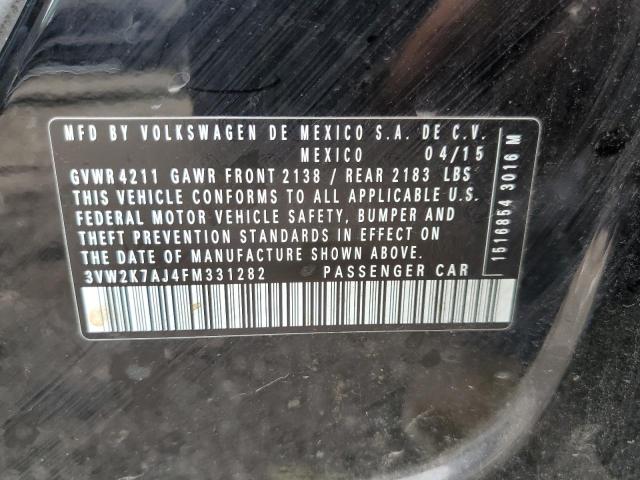 MFD BY VOLKSWAGEN DE MEXICO S.A. DE C.V.
MEXICO 04/15
GVWR 4211 GAWR FRONT 2138 / REAR 2183 LBS
THIS VEHICLE CONFORMS TO ALL APPLICABLE U.S.
FEDERAL MOTOR VEHICLE SAFETY, BUMPER AND
THEFT PREVENTION STANDARDS IN EFFECT ON
THE DATE OF MANUFACTURE SHOWN ABOVE.
3VW2K7AJ4FM331282 PASSENGER CAR
1516854 3016 M